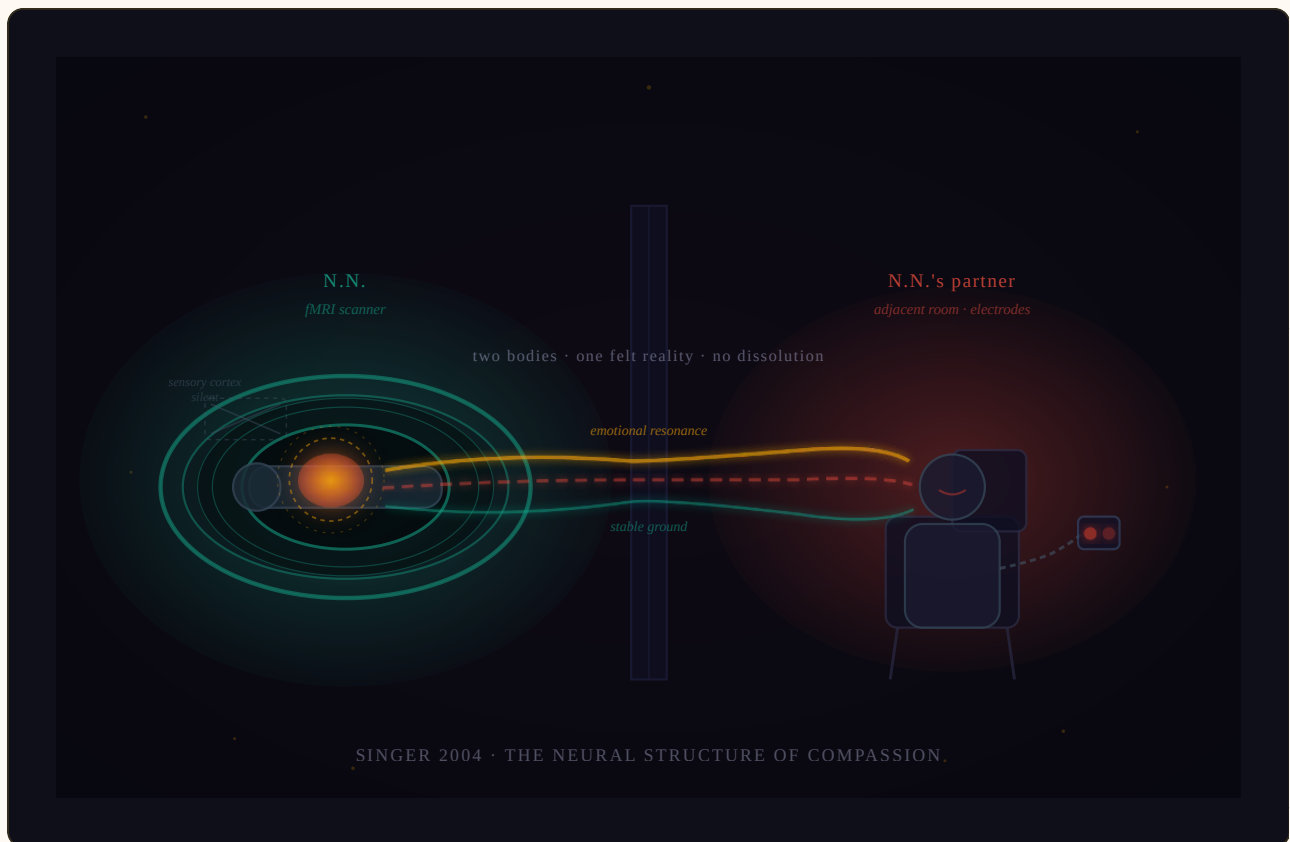 N.N.
fMRI scanner
N.N.'s partner
adjacent room · electrodes
two bodies · one felt reality · no dissolution
sensory cortex
silent
emotional resonance
stable ground
SINGER 2004 · THE NEURAL STRUCTURE OF COMPASSION